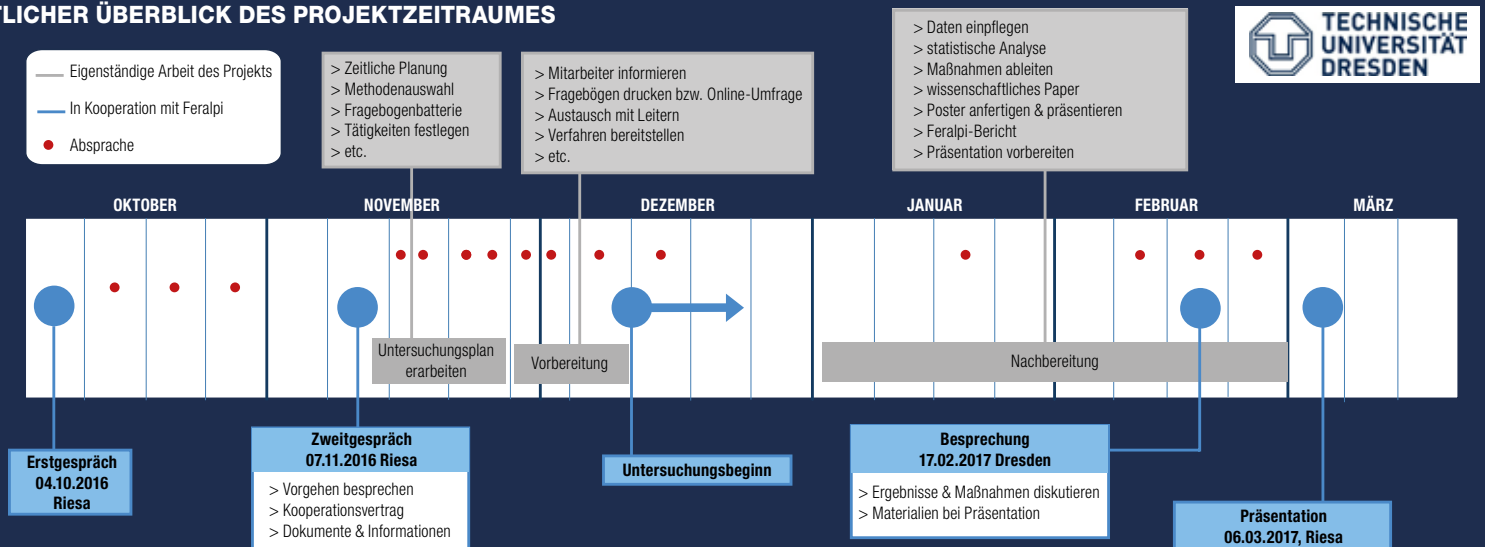 TLICHER ÜBERBLICK DES PROJEKTZEITRAUMES
TECHNISCHE
UNIVERSITÄT
DRESDEN
Eigenständige Arbeit des Projekts
In Kooperation mit Feralpi
Absprache
> Zeitliche Planung
> Methodenauswahl
> Fragebogenbatterie
> Tätigkeiten festlegen
> etc.
> Mitarbeiter informieren
> Fragebögen drucken bzw. Online-Umfrage
> Austausch mit Leitern
> Verfahren bereitstellen
> etc.
> Daten einpflegen
> statistische Analyse
> Maßnahmen ableiten
> wissenschaftliches Paper
> Poster anfertigen & präsentieren
> Feralpi-Bericht
> Präsentation vorbereiten
OKTOBER
NOVEMBER
DEZEMBER
JANUAR
FEBRUAR
MÄRZ
Untersuchungsplan
erarbeiten
Vorbereitung
Nachbereitung
Erstgespräch
04.10.2016
Riesa
Zweitgespräch
07.11.2016 Riesa
> Vorgehen besprechen
> Kooperationsvertrag
> Dokumente & Informationen
Untersuchungsbeginn
Besprechung
17.02.2017 Dresden
> Ergebnisse & Maßnahmen diskutieren
> Materialien bei Präsentation
Präsentation
06.03.2017, Riesa